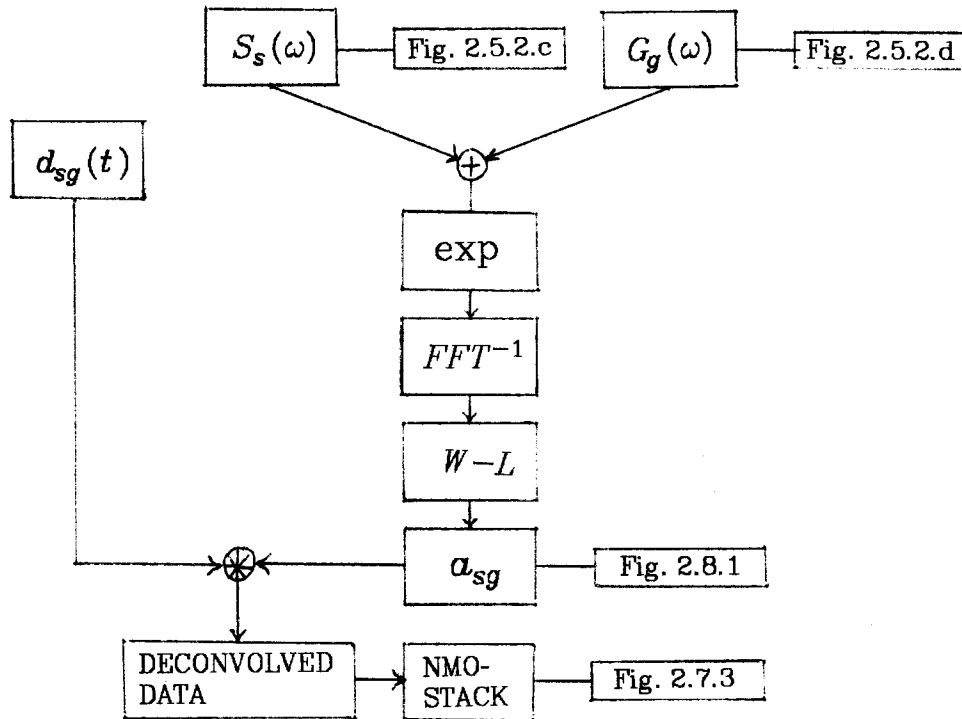 S_s(ω)
Fig. 2.5.2.c
G_g(ω)
Fig. 2.5.2.d
d_sg(t)
+
exp
FFT⁻¹
W-L
a_sg
Fig. 2.8.1
DECONVOLVED
DATA
NMO-
STACK
Fig. 2.7.3